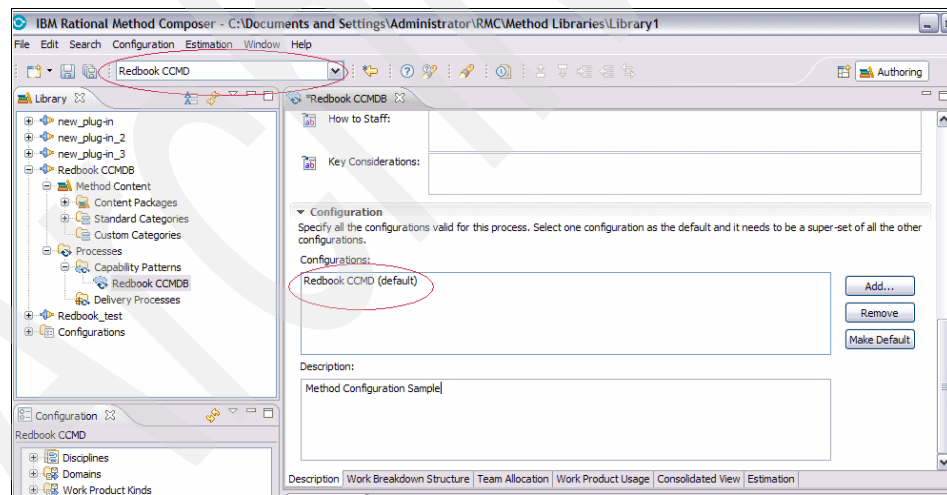 IBM Rational Method Composer - C:\Documents and Settings\Administrator\RMC\Method Libraries\Library1
File Edit Search Configuration Estimation Window Help
Redbook CCMD
Authoring
Library
new_plug-in
new_plug-in_2
new_plug-in_3
Redbook CCMDB
Method Content
Content Packages
Standard Categories
Custom Categories
Processes
Capability Patterns
Redbook CCMDB
Delivery Processes
Redbook_test
Configurations
Configuration
Redbook CCMD
Disciplines
Domains
Work Product Kinds
*Redbook CCMDB
How to Staff:
Key Considerations:
Configuration
Specify all the configurations valid for this process. Select one configuration as the default and it needs to be a super-set of all the other
configurations.
Configurations:
Redbook CCMD (default)
Add...
Remove
Make Default
Description:
Method Configuration Sample
Description Work Breakdown Structure Team Allocation Work Product Usage Consolidated View Estimation